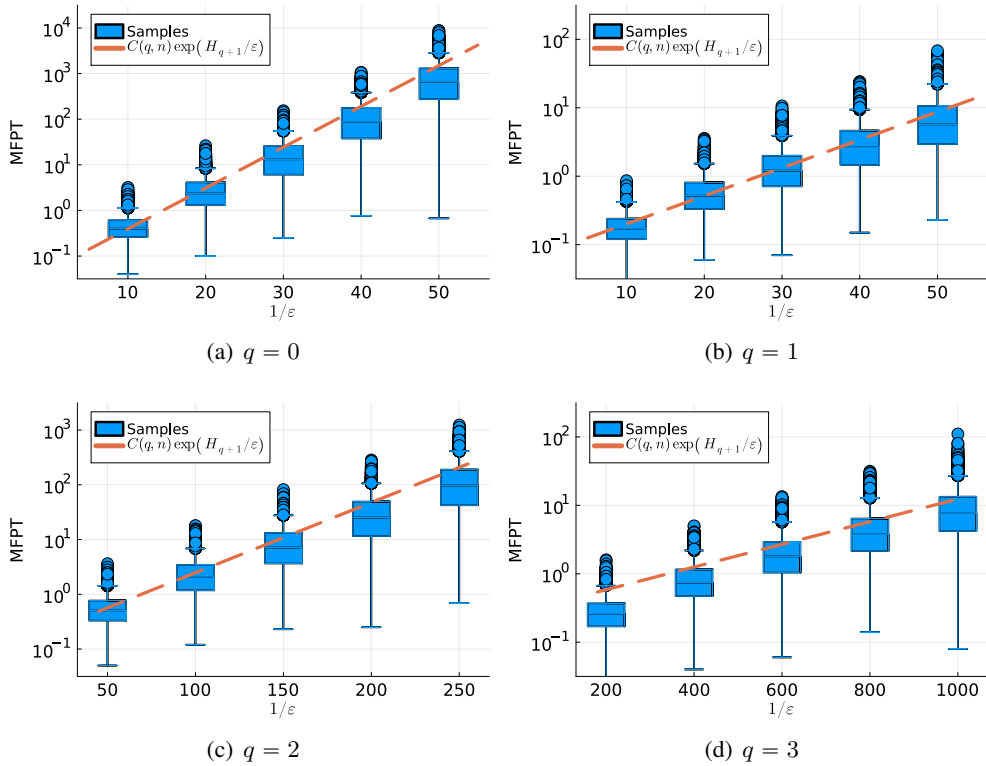 Samples
C(q, n) exp(H_{q+1}/ε)
MFPT
10^4
10^3
10^2
10^1
10^0
10^{-1}
10 20 30 40 50
1/ε
(a) q = 0
Samples
C(q, n) exp(H_{q+1}/ε)
MFPT
10^2
10^1
10^0
10^{-1}
10 20 30 40 50
1/ε
(b) q = 1
Samples
C(q, n) exp(H_{q+1}/ε)
MFPT
10^3
10^2
10^1
10^0
10^{-1}
50 100 150 200 250
1/ε
(c) q = 2
Samples
C(q, n) exp(H_{q+1}/ε)
MFPT
10^2
10^1
10^0
10^{-1}
200 400 600 800 1000
1/ε
(d) q = 3